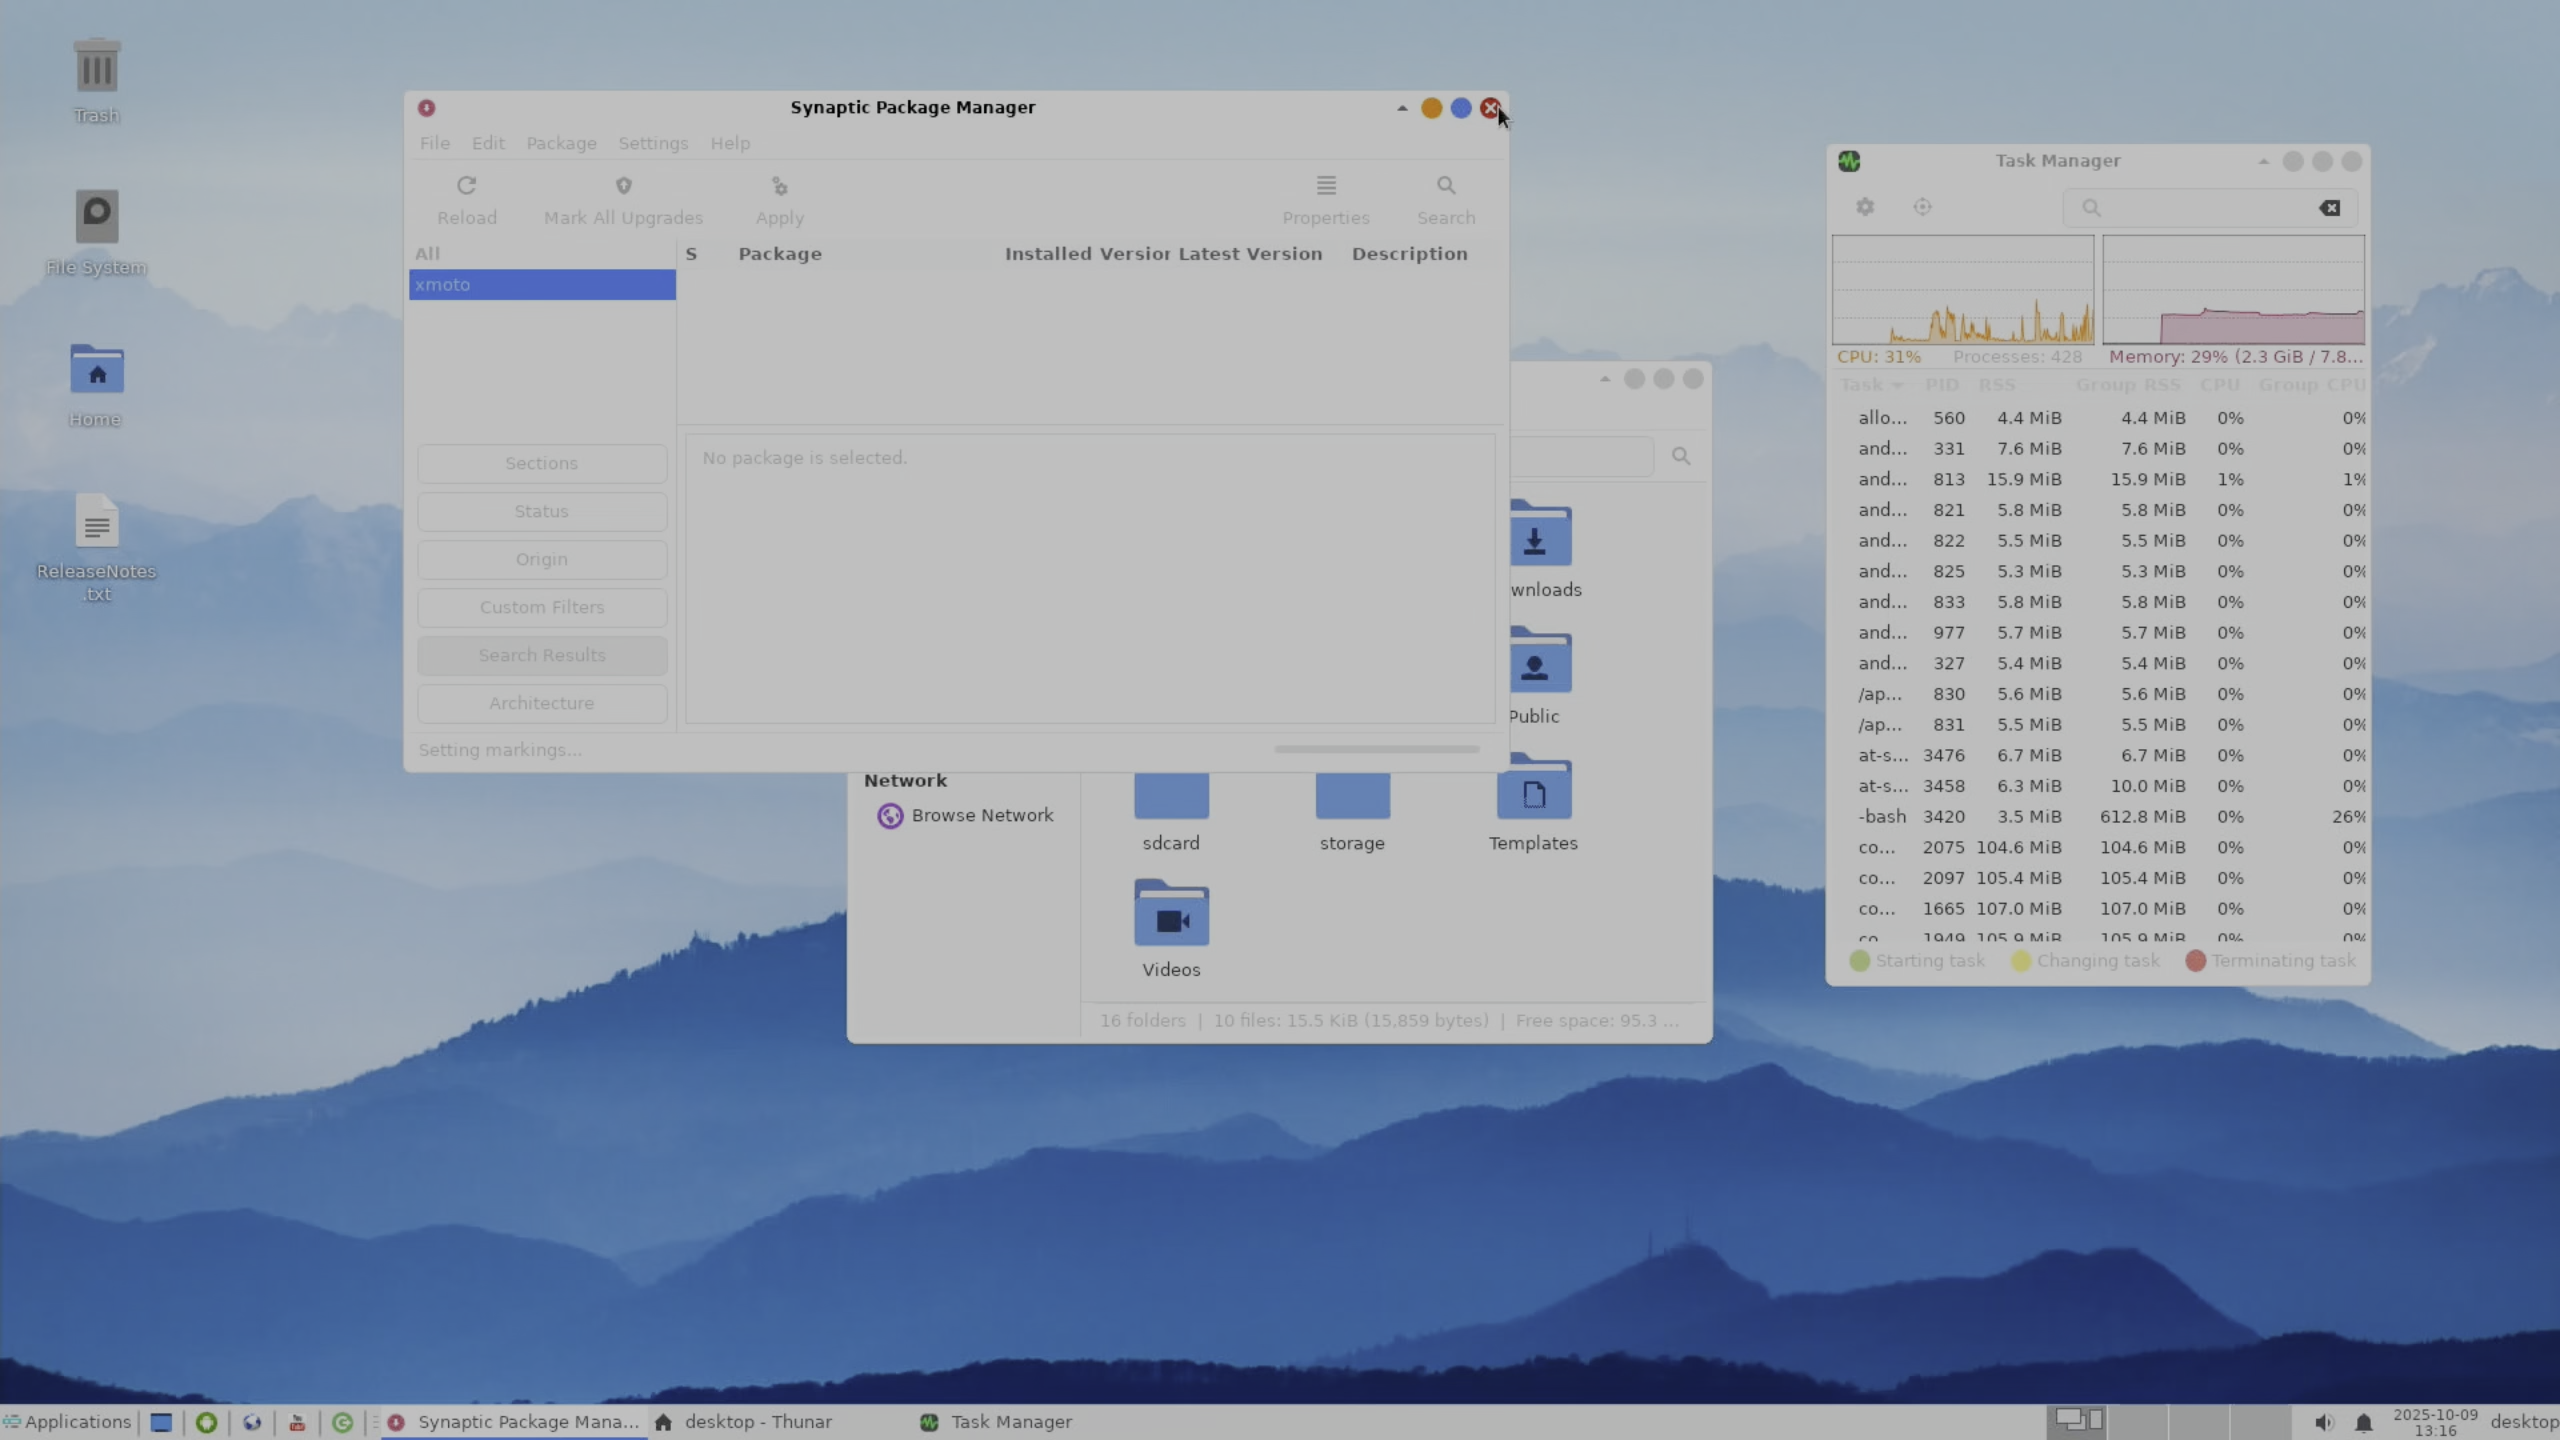 Trash
File System
Home
ReleaseNotes
.txt
Synaptic Package Manager
File Edit Package Settings Help
Reload Mark All Upgrades Apply Properties Search
All
xmoto
S Package Installed Version Latest Version Description
No package is selected.
Sections
Status
Origin
Custom Filters
Search Results
Architecture
Setting markings...
wnloads
Public
Network
Browse Network
sdcard storage Templates
Videos
16 folders | 10 files: 15.5 KiB (15,859 bytes) | Free space: 95.3 ...
Task Manager
CPU: 31% Processes: 428 Memory: 29% (2.3 GiB / 7.8...
Task PID RSS Group RSS CPU Group CPU
allo... 560 4.4 MiB 4.4 MiB 0% 0%
and... 331 7.6 MiB 7.6 MiB 0% 0%
and... 813 15.9 MiB 15.9 MiB 1% 1%
and... 821 5.8 MiB 5.8 MiB 0% 0%
and... 822 5.5 MiB 5.5 MiB 0% 0%
and... 825 5.3 MiB 5.3 MiB 0% 0%
and... 833 5.8 MiB 5.8 MiB 0% 0%
and... 977 5.7 MiB 5.7 MiB 0% 0%
and... 327 5.4 MiB 5.4 MiB 0% 0%
/ap... 830 5.6 MiB 5.6 MiB 0% 0%
/ap... 831 5.5 MiB 5.5 MiB 0% 0%
at-s... 3476 6.7 MiB 6.7 MiB 0% 0%
at-s... 3458 6.3 MiB 10.0 MiB 0% 0%
-bash 3420 3.5 MiB 612.8 MiB 0% 26%
co... 2075 104.6 MiB 104.6 MiB 0% 0%
co... 2097 105.4 MiB 105.4 MiB 0% 0%
co... 1665 107.0 MiB 107.0 MiB 0% 0%
co... 1949 105.9 MiB 105.9 MiB 0% 0%
Starting task Changing task Terminating task
Applications Synaptic Package Mana... desktop - Thunar Task Manager 2025-10-09 desktop
13:16